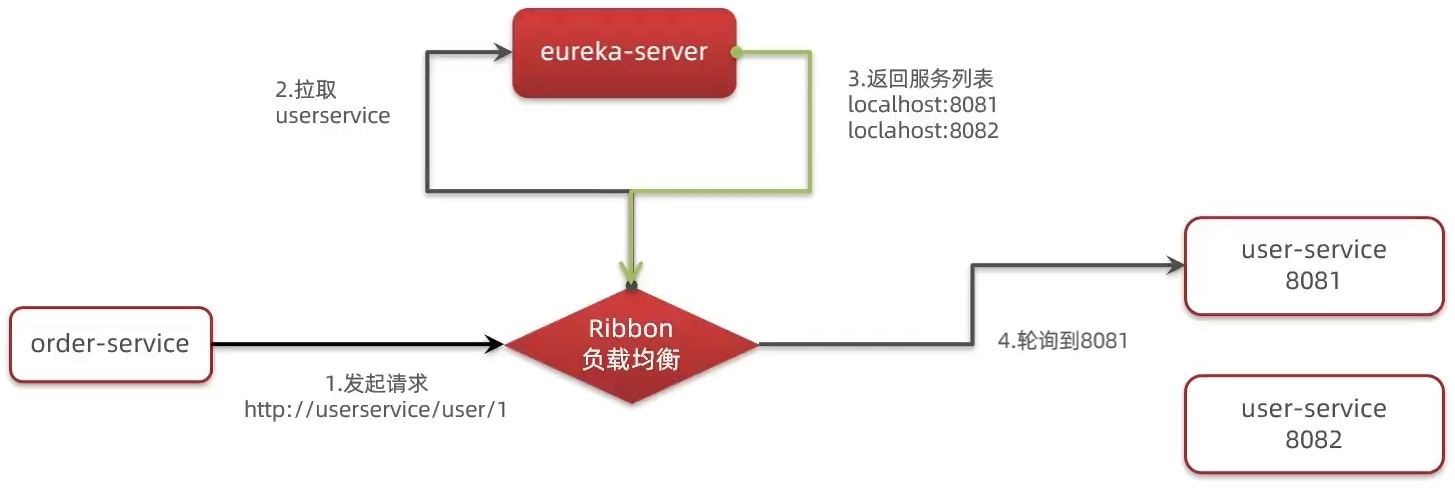 eureka-server
2.拉取
userservice
3.返回服务列表
localhost:8081
loclahost:8082
order-service
1.发起请求
http://userservice/user/1
Ribbon
负载均衡
4.轮询到8081
user-service
8081
user-service
8082